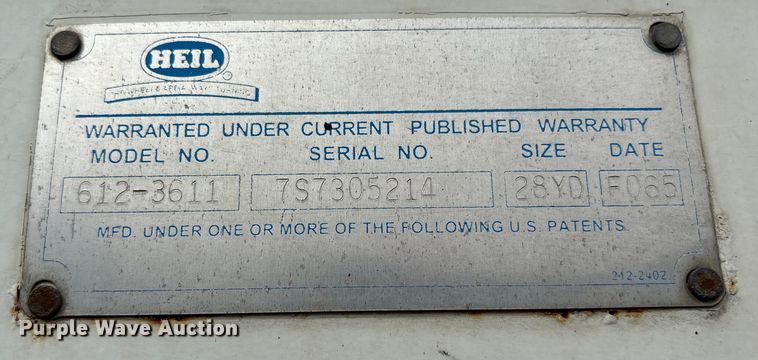 HEIL
WARRANTED UNDER CURRENT PUBLISHED WARRANTY
MODEL NO. SERIAL NO. SIZE DATE
612-3611 7S7305214 28YD F065
MFD. UNDER ONE OR MORE OF THE FOLLOWING U.S. PATENTS
212-2402
Purple Wave Auction